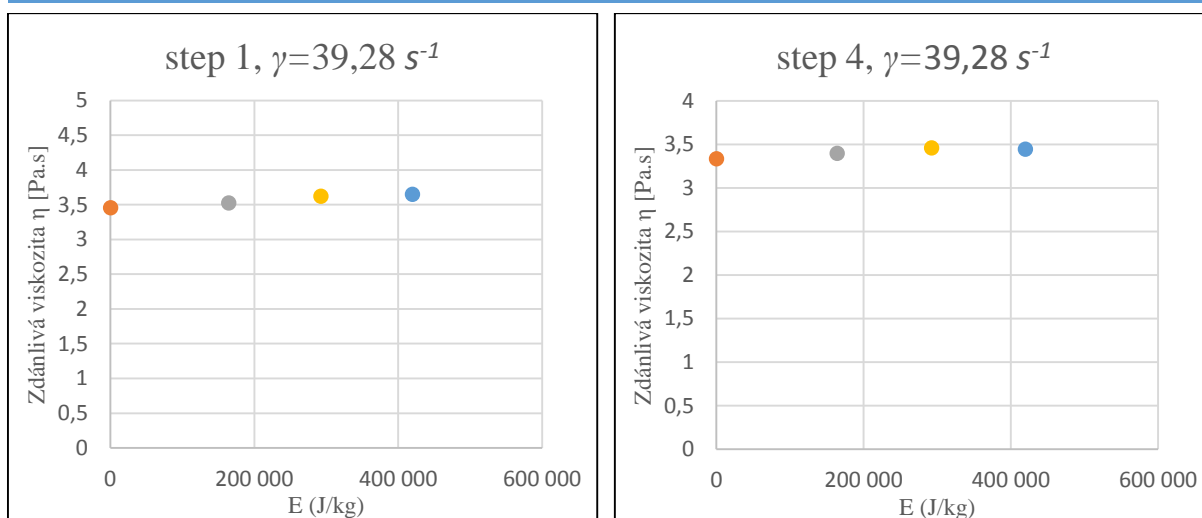 step 1, γ=39,28 s⁻¹
Zdánlivá viskozita η [Pa.s]
5
4,5
4
3,5
3
2,5
2
1,5
1
0,5
0
0 200 000 400 000 600 000
E (J/kg)
step 4, γ=39,28 s⁻¹
Zdánlivá viskozita η [Pa.s]
4
3,5
3
2,5
2
1,5
1
0,5
0
0 200 000 400 000 600 000
E (J/kg)